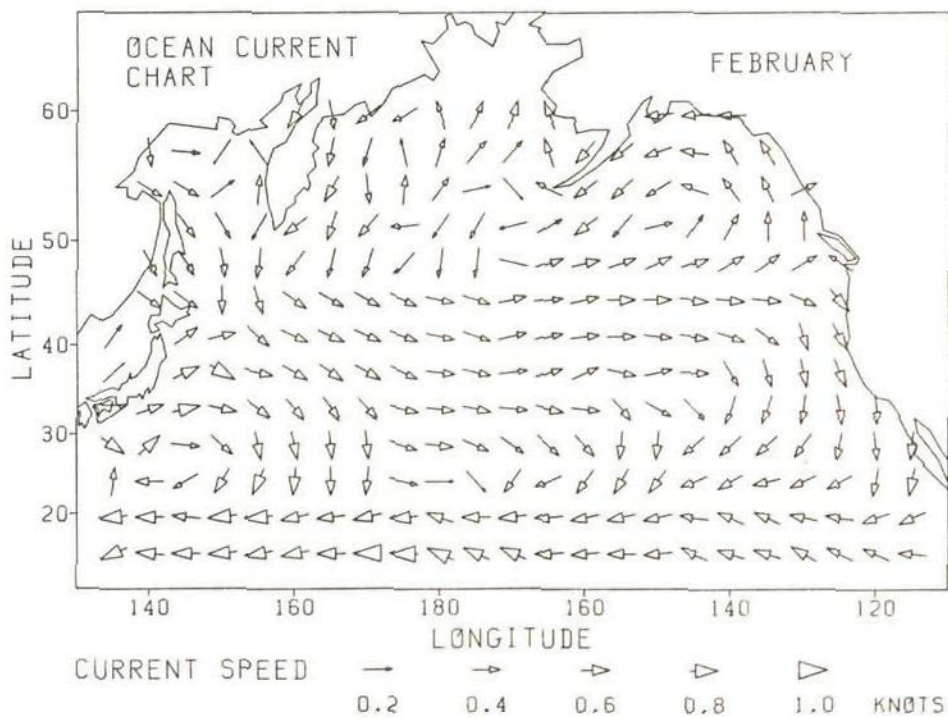 ØCEAN CURRENT
CHART
FEBRUARY
60
50
40
30
20
LATITUDE
140
160
180
160
140
120
LØNGITUDE
CURRENT SPEED
0.2
0.4
0.6
0.8
1.0
KNØTS